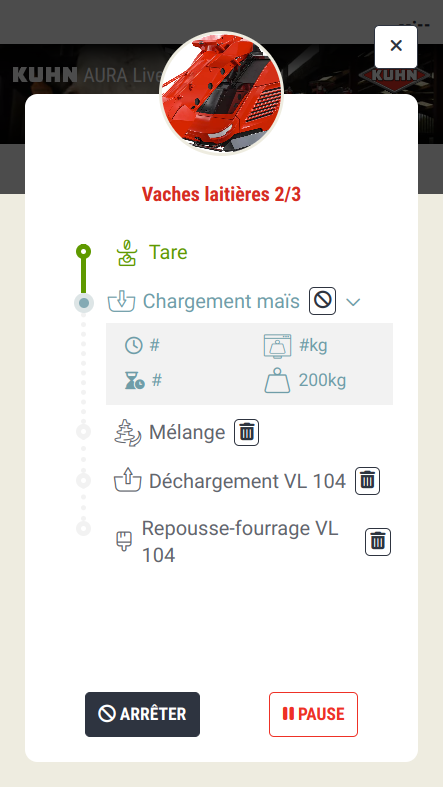 KUHN AURA Live
KUHN
Vaches laitières 2/3
Tare
Chargement maïs
#
#kg
#
200kg
Mélange
Déchargement VL 104
Repousse-fourrage VL
104
ARRÊTER
PAUSE